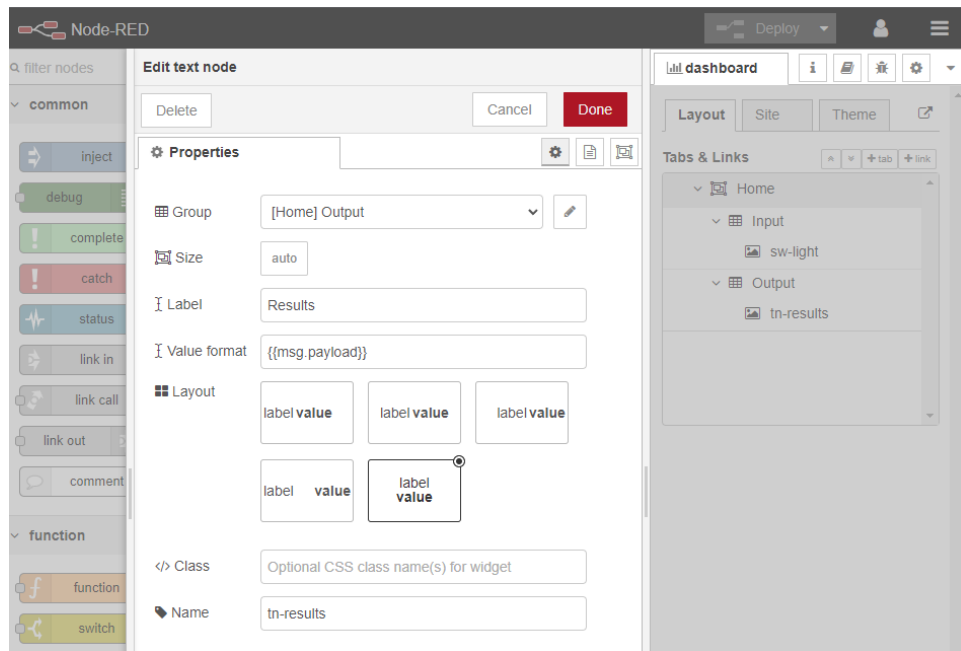 Node-RED
Deploy
filter nodes
common
inject
debug
complete
catch
status
link in
link call
link out
comment
function
function
switch
Edit text node
Delete
Cancel
Done
Properties
Group
[Home] Output
Size
auto
Label
Results
Value format
{{msg.payload}}
Layout
label value
label value
label value
label value
label
value
Class
Optional CSS class name(s) for widget
Name
tn-results
dashboard
i
Layout
Site
Theme
Tabs & Links
+ tab
+ link
Home
Input
sw-light
Output
tn-results